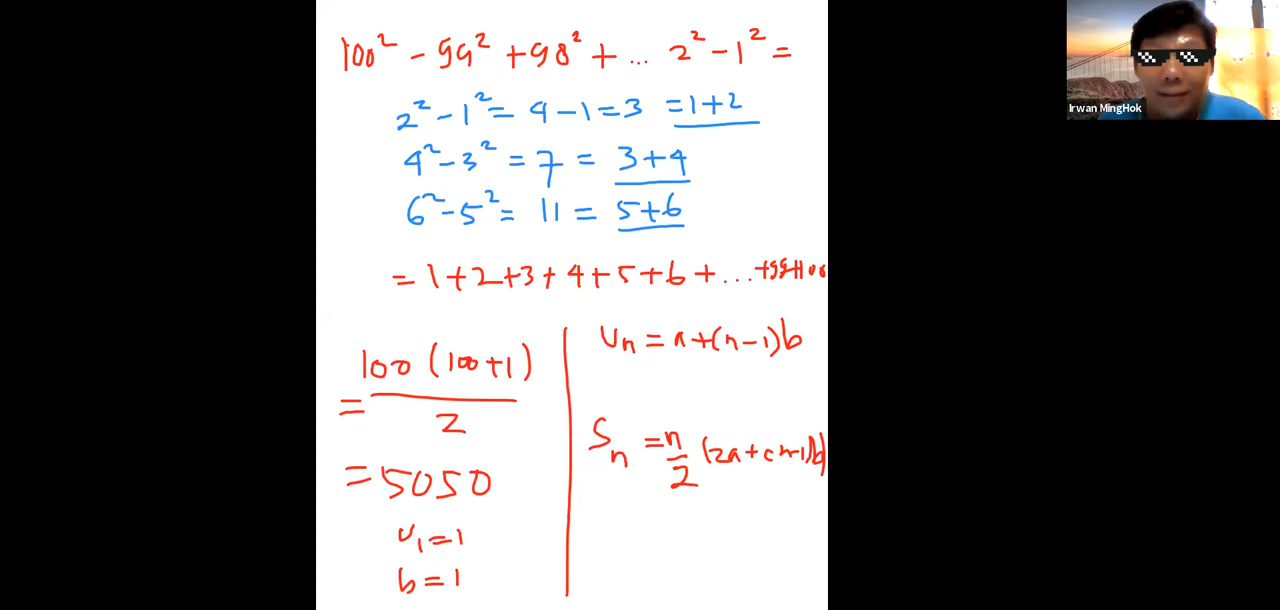 100² - 99² + 98² + ... 2² - 1² =
2² - 1² = 4 - 1 = 3 = 1+2
4² - 3² = 7 = 3+4
6² - 5² = 11 = 5+6
= 1+2+3+4+5+6+...+99+100
= 100 (100+1) / 2
= 5050
U₁ = 1
b = 1
Un = a+(n-1)b
Sn = n/2 (2a+(n-1)b)
Irwan MingHok